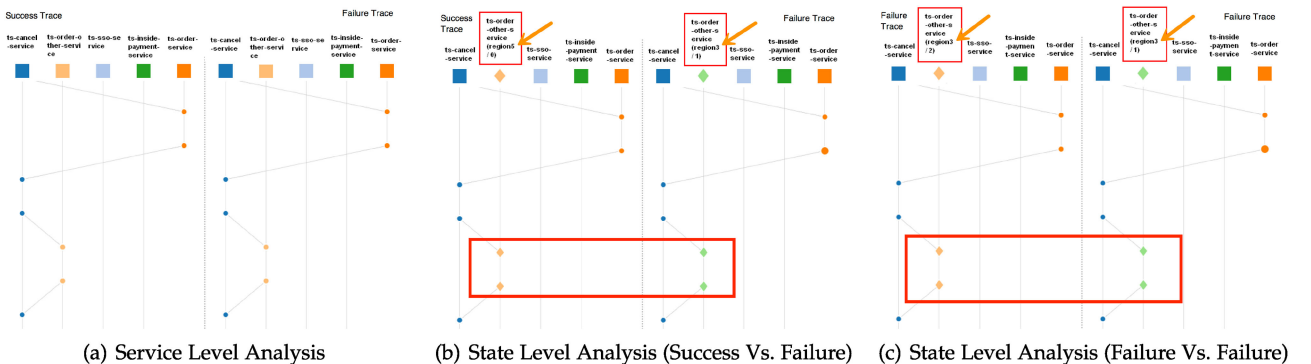 Success Trace
Failure Trace
ts-cancel
-service
ts-order-o
ther-servi
ce
ts-sso-se
rvice
ts-inside-
payment-
service
ts-order-
service
ts-cancel
-service
ts-order-o
ther-servi
ce
ts-sso-se
rvice
ts-inside-
payment-
service
ts-order-
service
(a) Service Level Analysis
Success
Trace
Failure Trace
ts-cancel
-service
ts-order
-other-s
ervice
(region5
/ 0)
ts-sso-
service
ts-inside
-payment
-service
ts-order
-service
ts-cancel
-service
ts-order
-other-s
ervice
(region3
/ 1)
ts-sso-
service
ts-inside
-payment
-service
ts-order
-service
(b) State Level Analysis (Success Vs. Failure)
Failure
Trace
Failure Trace
ts-cancel
-service
ts-order
-other-s
ervice
(region3
/ 2)
ts-sso-
service
ts-inside
-paymen
t-service
ts-order
-service
ts-cancel
-service
ts-order
-other-s
ervice
(region3
/ 1)
ts-sso-
service
ts-inside
-paymen
t-service
ts-order
-service
(c) State Level Analysis (Failure Vs. Failure)